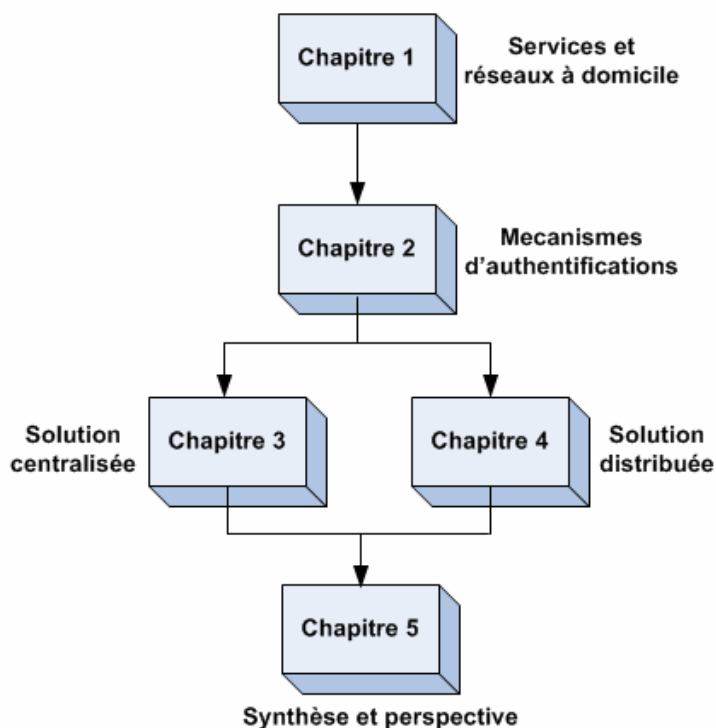 Chapitre 1
Services et
réseaux à domicile
Chapitre 2
Mecanismes
d'authentifications
Solution
centralisée
Chapitre 3
Chapitre 4
Solution
distribuée
Chapitre 5
Synthèse et perspective